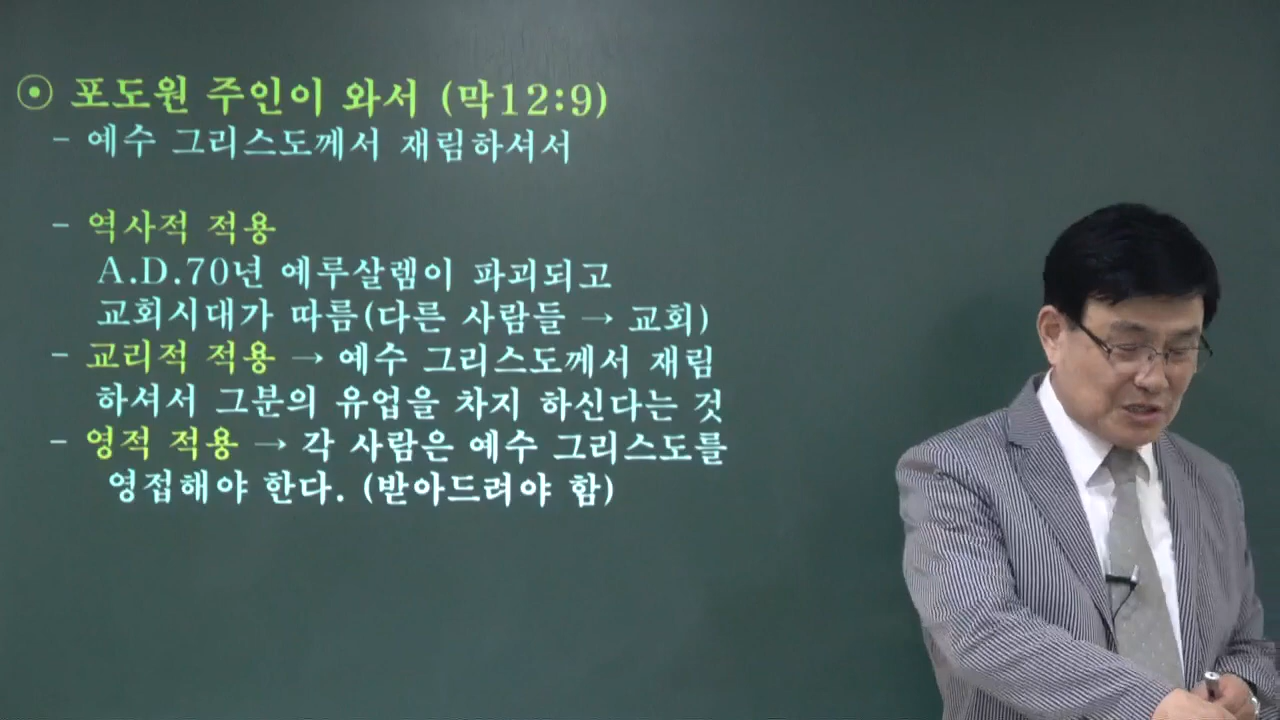 ⊙ 포도원 주인이 와서 (막12:9)
- 예수 그리스도께서 재림하셔서
- 역사적 적용
A.D.70년 예루살렘이 파괴되고
교회시대가 따름(다른 사람들 → 교회)
- 교리적 적용 → 예수 그리스도께서 재림
하셔서 그분의 유업을 차지 하신다는 것
- 영적 적용 → 각 사람은 예수 그리스도를
영접해야 한다. (받아드려야 함)